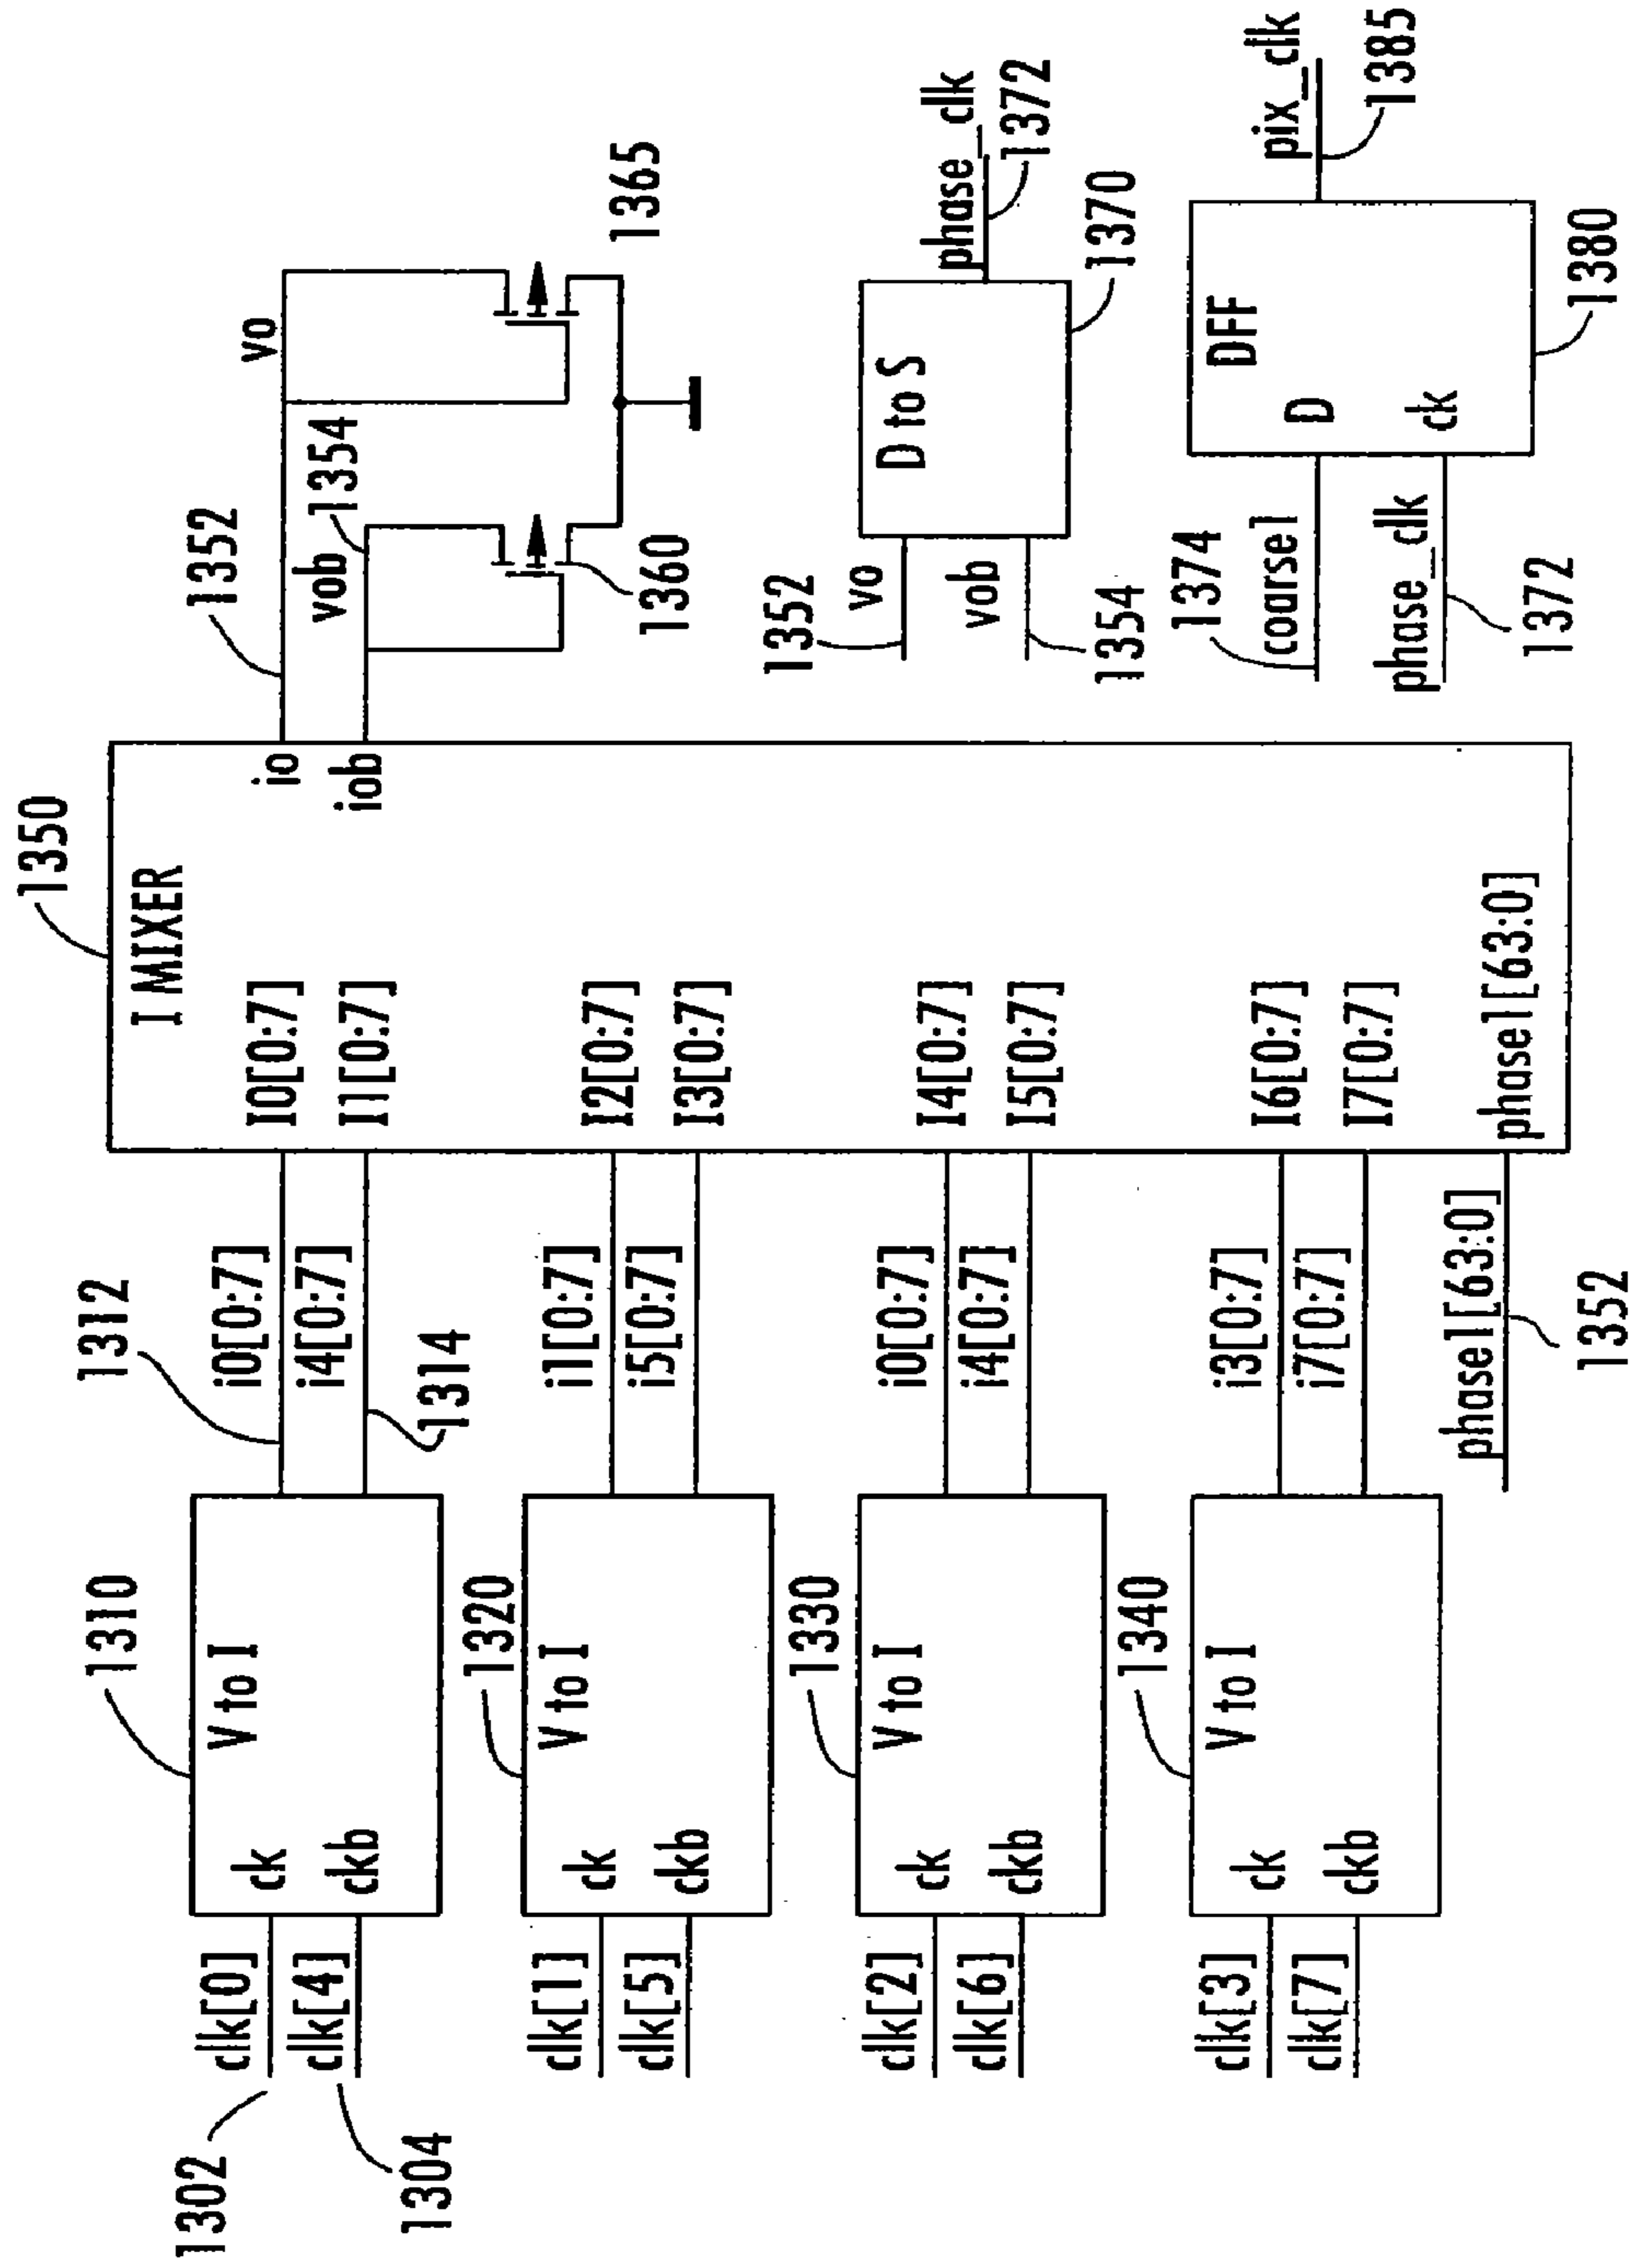 1302
1304
clk[0]
clk[4]
1310
V to I
ck
ckb
1312
i0[0:7]
i4[0:7]
1314
clk[1]
clk[5]
1320
V to I
ck
ckb
i1[0:7]
i5[0:7]
clk[2]
clk[6]
1330
V to I
ck
ckb
i0[0:7]
i4[0:7]
clk[3]
clk[7]
1340
V to I
ck
ckb
i3[0:7]
i7[0:7]
phase1[63:0]
1352
1350
I MIXER
I0[0:7]
I1[0:7]
I2[0:7]
I3[0:7]
I4[0:7]
I5[0:7]
I6[0:7]
I7[0:7]
phase1[63:0]
io
iob
1352
vob
1354
vo
1360
1365
1352
vo
vob
1354
D to S
1370
phase_clk
1372
1374
coarse1
phase_clk
1372
DFF
D
ck
1380
pix_clk
1385